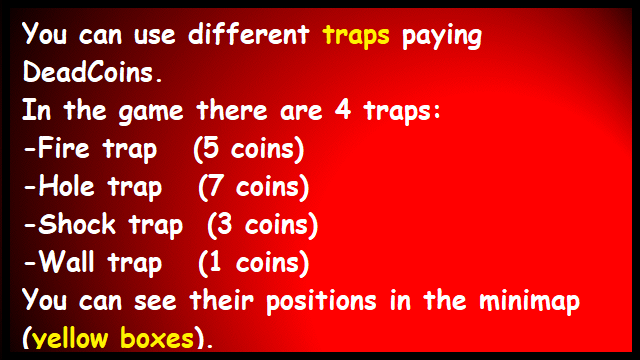 You can use different traps paying
DeadCoins.
In the game there are 4 traps:
-Fire trap (5 coins)
-Hole trap (7 coins)
-Shock trap (3 coins)
-Wall trap (1 coins)
You can see their positions in the minimap
(yellow boxes).